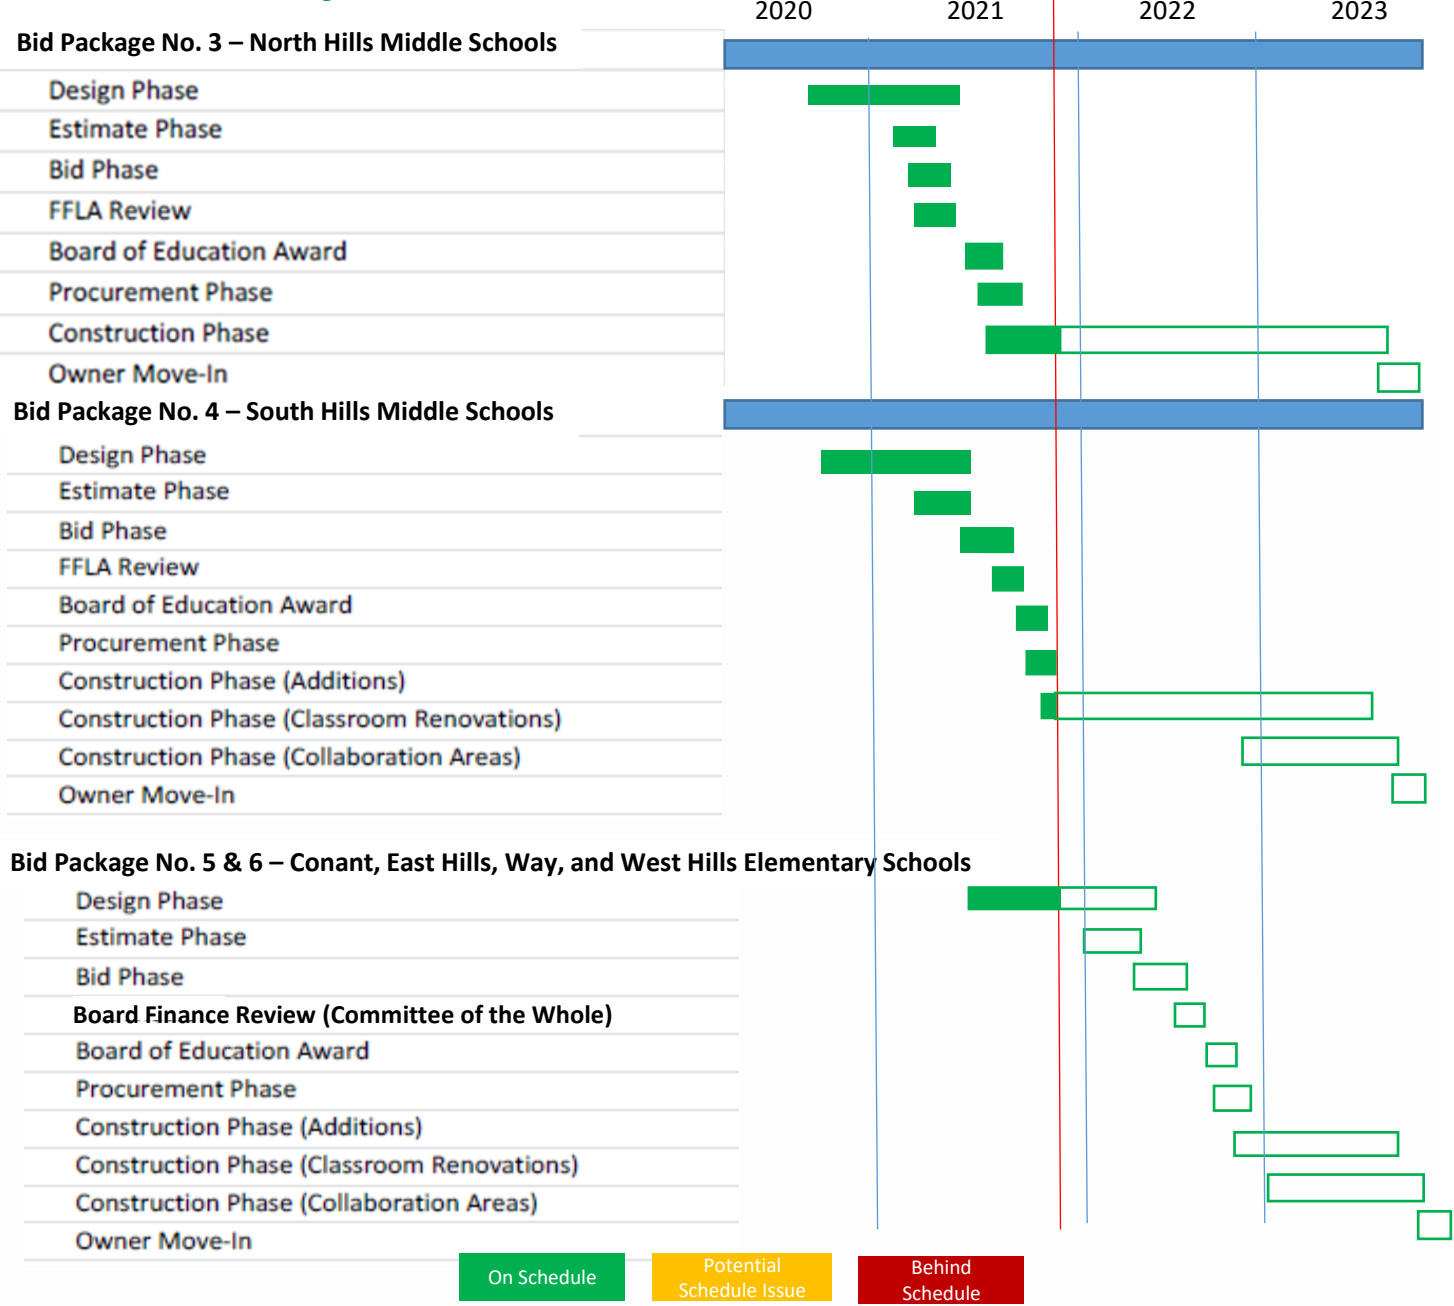 2020 2021 2022 2023
Bid Package No. 3 – North Hills Middle Schools
Design Phase
Estimate Phase
Bid Phase
FFLA Review
Board of Education Award
Procurement Phase
Construction Phase
Owner Move-In
Bid Package No. 4 – South Hills Middle Schools
Design Phase
Estimate Phase
Bid Phase
FFLA Review
Board of Education Award
Procurement Phase
Construction Phase (Additions)
Construction Phase (Classroom Renovations)
Construction Phase (Collaboration Areas)
Owner Move-In
Bid Package No. 5 & 6 – Conant, East Hills, Way, and West Hills Elementary Schools
Design Phase
Estimate Phase
Bid Phase
Board Finance Review (Committee of the Whole)
Board of Education Award
Procurement Phase
Construction Phase (Additions)
Construction Phase (Classroom Renovations)
Construction Phase (Collaboration Areas)
Owner Move-In
On Schedule
Potential
Schedule Issue
Behind
Schedule